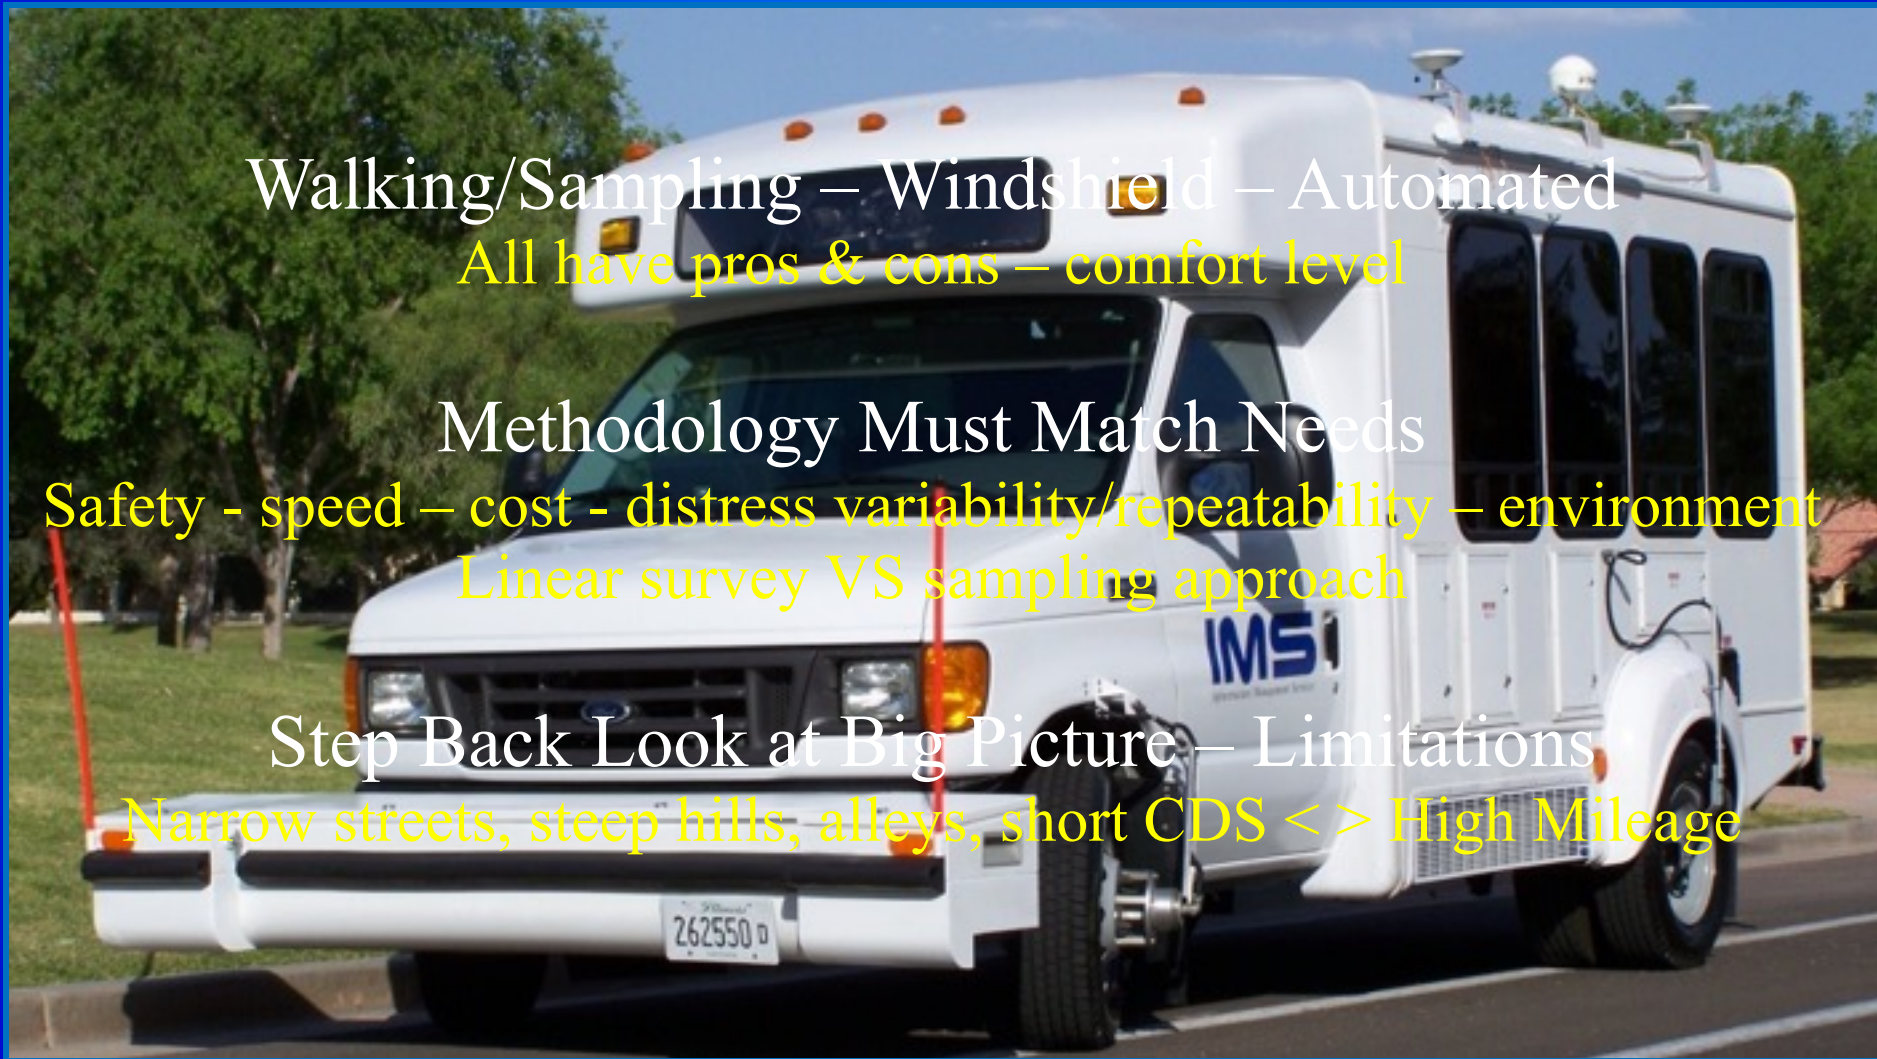 Walking/Sampling – Windshield – Automated
All have pros & cons – comfort level
Methodology Must Match Needs
Safety - speed – cost - distress variability/repeatability – environment
Linear survey VS sampling approach
IMS
Step Back Look at Big Picture – Limitations
Narrow streets, steep hills, alleys, short CDS < > High Mileage
262550 D